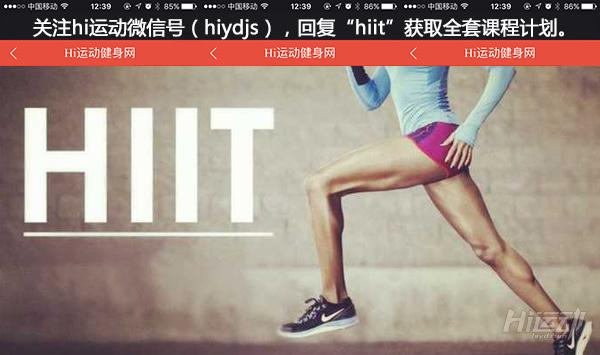 中国移动 12:39 85% 中国移动 12:39 86% 中国移动 12:39 86%
关注hi运动微信号（hiydjs），回复“hiit”获取全套课程计划。
Hi运动健身网 Hi运动健身网 Hi运动健身网
HIIT
Hi运动
hiyd.com